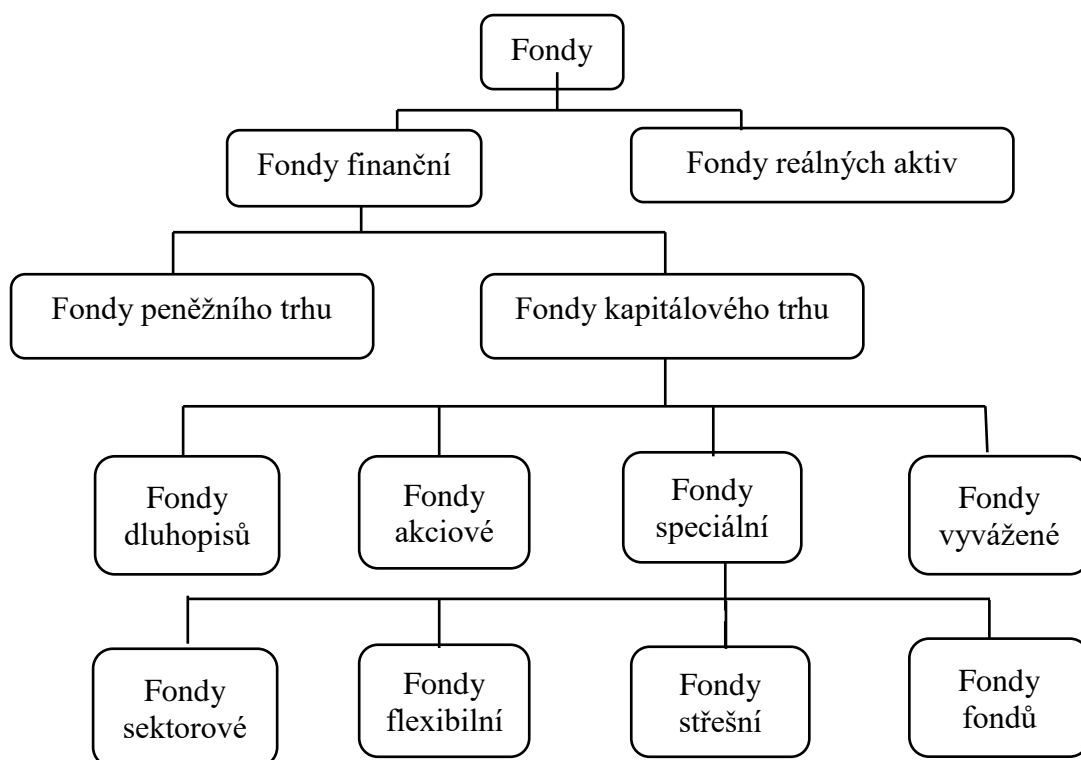 Fondy
Fondy finanční
Fondy reálných aktiv
Fondy peněžního trhu
Fondy kapitálového trhu
Fondy
dluhopisů
Fondy
akciové
Fondy
speciální
Fondy
vyvážené
Fondy
sektorové
Fondy
flexibilní
Fondy
střešní
Fondy
fondů